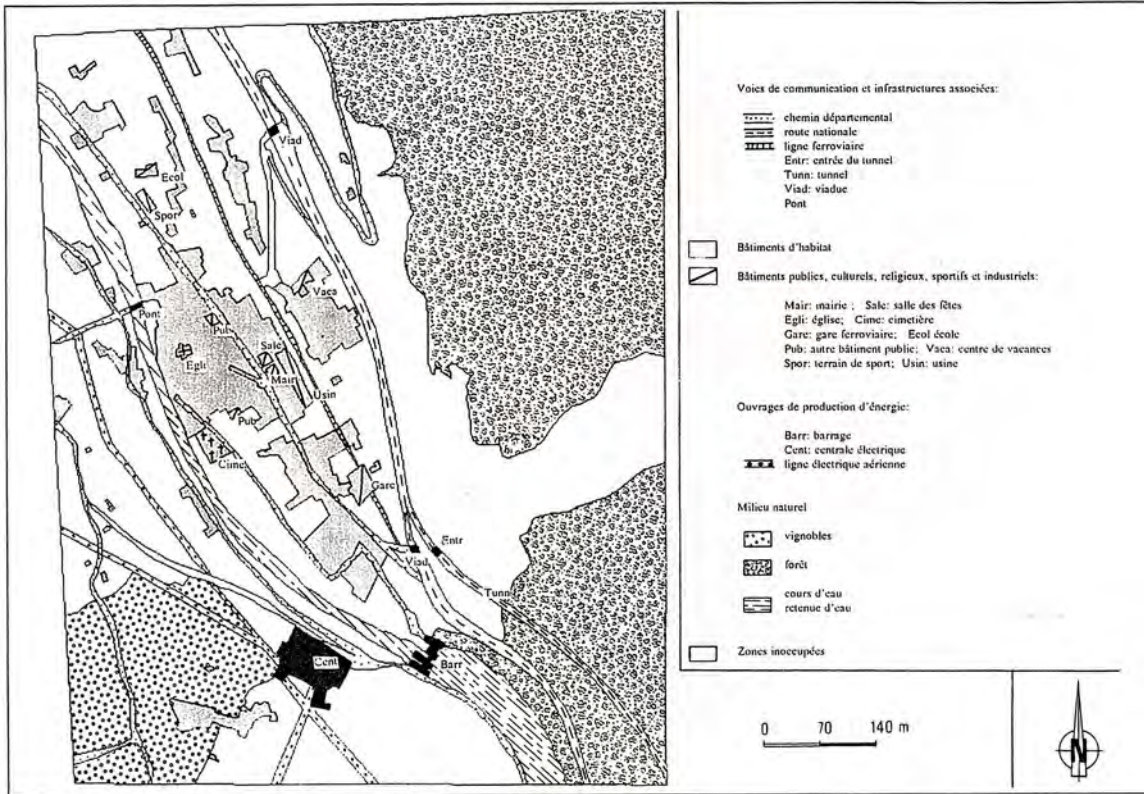 Viad
Ecol
Spor
Vaca
Pont
Pub
Egli
Sale
Mair
Usin
Pub
Cime
Gare
Viad
Entr
Tunn
Cent
Barr
Voies de communication et infrastructures associées:
chemin départemental
route nationale
ligne ferroviaire
Entr: entrée du tunnel
Tunn: tunnel
Viad: viaduc
Pont
Bâtiments d'habitat
Bâtiments publics, culturels, religieux, sportifs et industriels:
Mair: mairie ; Sale: salle des fêtes
Egli: église; Cime: cimetière
Gare: gare ferroviaire; Ecol école
Pub: autre bâtiment public; Vaca: centre de vacances
Spor: terrain de sport; Usin: usine
Ouvrages de production d'énergie:
Barr: barrage
Cent: centrale électrique
ligne électrique aérienne
Milieu naturel
vignobles
forêt
cours d'eau
retenue d'eau
Zones inoccupées
0 70 140 m
N